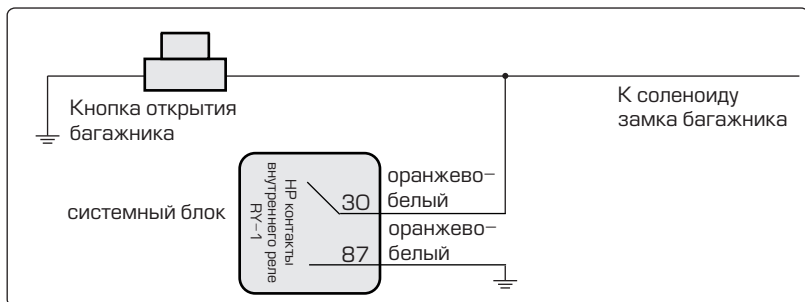 Кнопка открытия
багажника
К соленоиду
замка багажника
системный блок
НР контакты
внутреннего реле
RY-1
30
оранжево-
белый
87
оранжево-
белый